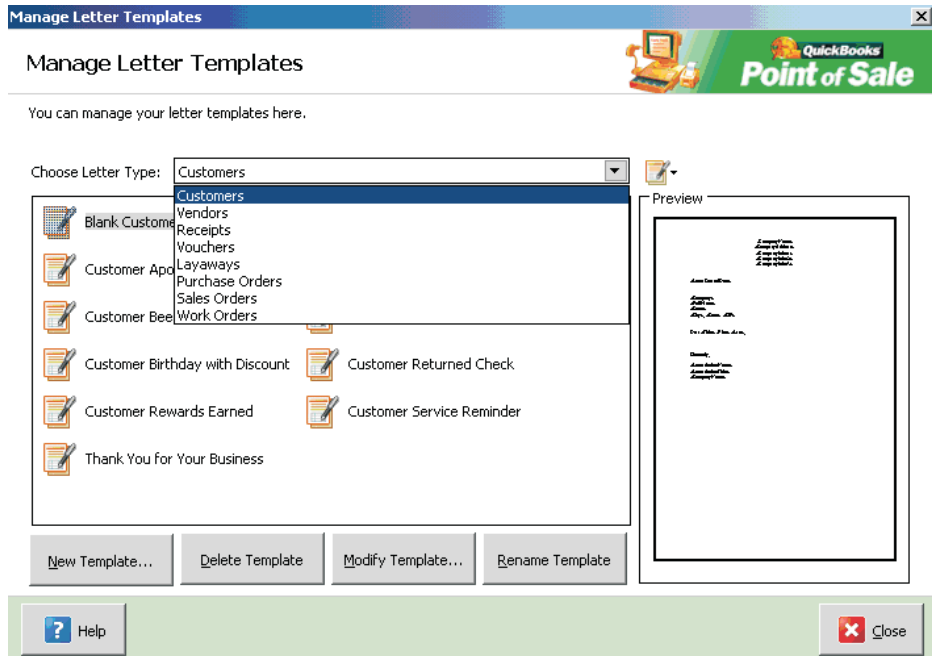 Manage Letter Templates
Manage Letter Templates
QuickBooks
Point of Sale
You can manage your letter templates here.
Choose Letter Type: Customers
Customers
Vendors
Receipts
Vouchers
Layaways
Purchase Orders
Sales Orders
Work Orders
Preview
Blank Custome
Customer Apo
Customer Bee
Customer Birthday with Discount
Customer Returned Check
Customer Rewards Earned
Customer Service Reminder
Thank You for Your Business
New Template...
Delete Template
Modify Template...
Rename Template
? Help
Close